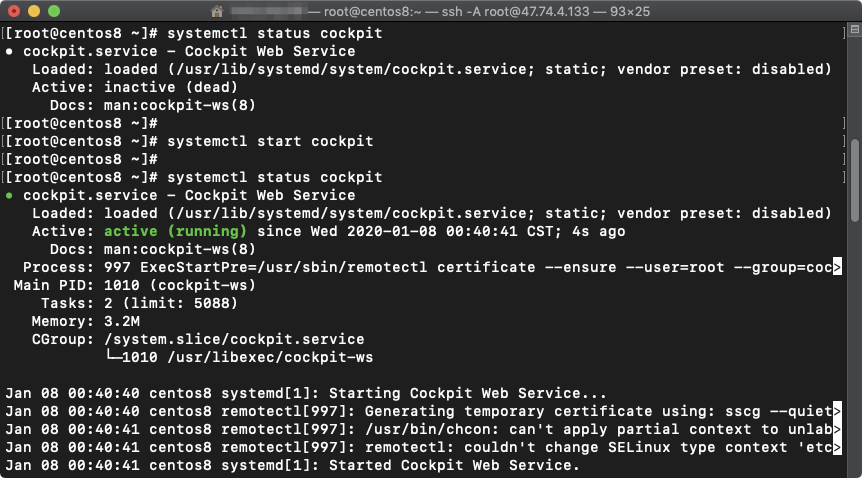 — root@centos8:~ — ssh -A root@47.74.4.133 — 93×25
[[root@centos8 ~]# systemctl status cockpit ]
● cockpit.service - Cockpit Web Service
Loaded: loaded (/usr/lib/systemd/system/cockpit.service; static; vendor preset: disabled)
Active: inactive (dead)
Docs: man:cockpit-ws(8)
[[root@centos8 ~]# ]
[[root@centos8 ~]# systemctl start cockpit ]
[[root@centos8 ~]# ]
[[root@centos8 ~]# systemctl status cockpit ]
● cockpit.service - Cockpit Web Service
Loaded: loaded (/usr/lib/systemd/system/cockpit.service; static; vendor preset: disabled)
Active: active (running) since Wed 2020-01-08 00:40:41 CST; 4s ago
Docs: man:cockpit-ws(8)
Process: 997 ExecStartPre=/usr/sbin/remotectl certificate --ensure --user=root --group=coc>
Main PID: 1010 (cockpit-ws)
Tasks: 2 (limit: 5088)
Memory: 3.2M
CGroup: /system.slice/cockpit.service
└─1010 /usr/libexec/cockpit-ws
Jan 08 00:40:40 centos8 systemd[1]: Starting Cockpit Web Service...
Jan 08 00:40:40 centos8 remotectl[997]: Generating temporary certificate using: sscg --quiet>
Jan 08 00:40:41 centos8 remotectl[997]: /usr/bin/chcon: can't apply partial context to unlab>
Jan 08 00:40:41 centos8 remotectl[997]: remotectl: couldn't change SELinux type context 'etc>
Jan 08 00:40:41 centos8 systemd[1]: Started Cockpit Web Service.